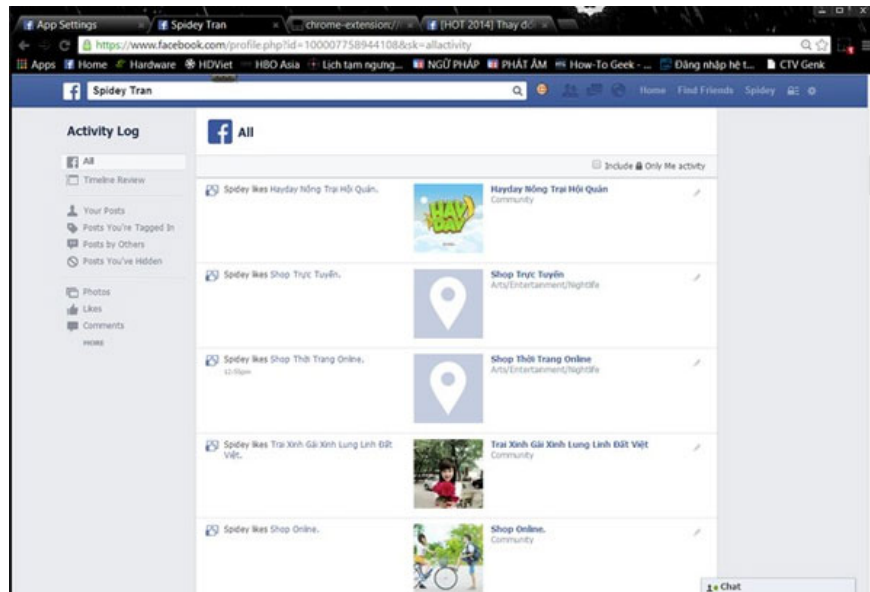 App Settings
Spidey Tran
chrome-extension://
[HOT 2014] Thay đổ
https://www.facebook.com/profile.php?id=100007758944108&sk=allactivity
Apps Home Hardware HDViet HBO Asia Lịch tạm ngưng... NGỮ PHÁP PHÁT ÂM How-To Geek - ... Đăng nhập hệ t... CTV Genk
Spidey Tran
Home Find Friends Spidey
Activity Log
All
Timeline Review
Your Posts
Posts You're Tagged In
Posts by Others
Posts You've Hidden
Photos
Likes
Comments
MORE
All
Include Only Me activity
Spidey likes Hayday Nông Trại Hội Quán.
HAY DAY
Hayday Nông Trại Hội Quán
Community
Spidey likes Shop Trực Tuyến.
Shop Trực Tuyến
Arts/Entertainment/Nightlife
Spidey likes Shop Thời Trang Online.
Shop Thời Trang Online
Arts/Entertainment/Nightlife
Spidey likes Trai Xinh Gái Xinh Lung Linh Đất
Việt.
Trai Xinh Gái Xinh Lung Linh Đất Việt
Community
Spidey likes Shop Online.
Shop Online.
Community
Chat